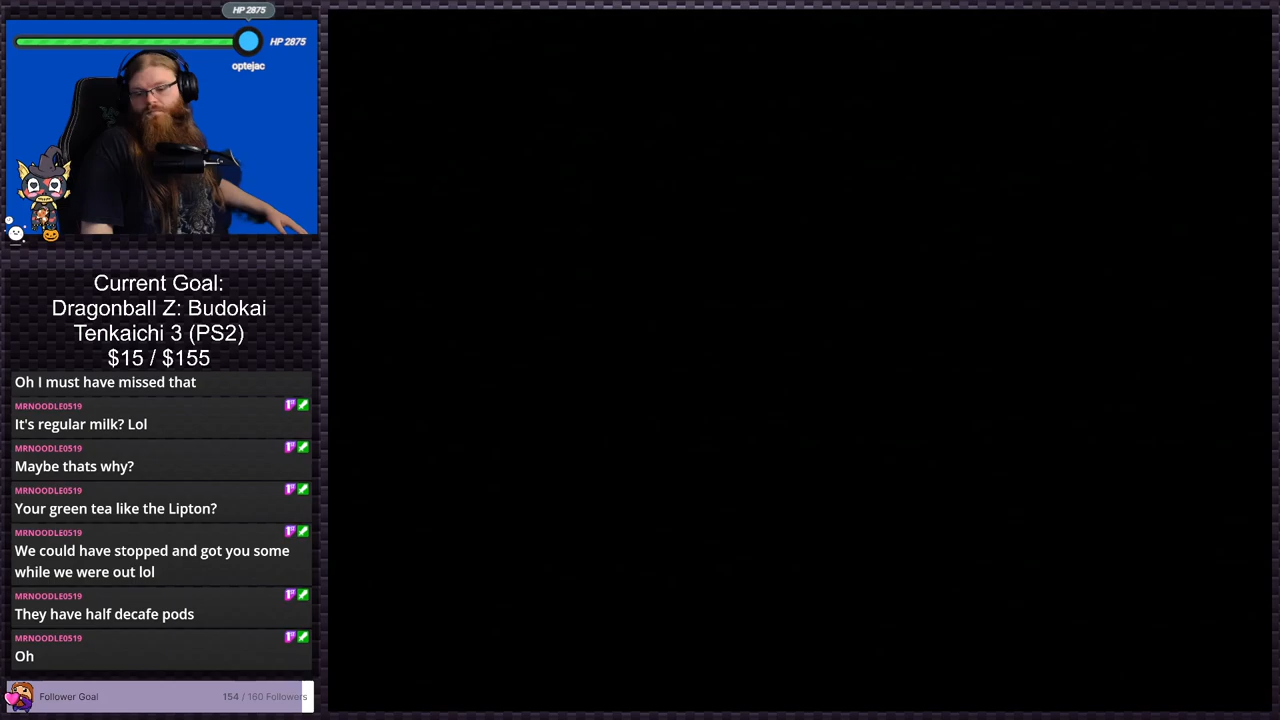 HP 2875
HP 2875
optejac
Current Goal:
Dragonball Z: Budokai
Tenkaichi 3 (PS2)
$15 / $155
Oh I must have missed that
MRNOODLE0519
It's regular milk? Lol
MRNOODLE0519
Maybe thats why?
MRNOODLE0519
Your green tea like the Lipton?
MRNOODLE0519
We could have stopped and got you some
while we were out lol
MRNOODLE0519
They have half decafe pods
MRNOODLE0519
Oh
Follower Goal 154 / 160 Followers